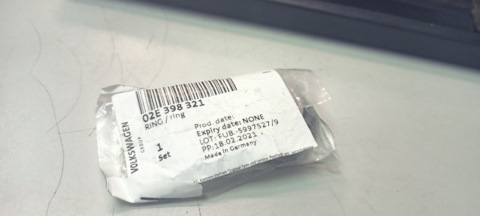 02E 398 321
RING / ring
Prod. date:
Expiry date: NONE
LOT: FUB-5997527/9
PP:18.02.2021
Made in Germany
1
Set
VOLKSWAGEN